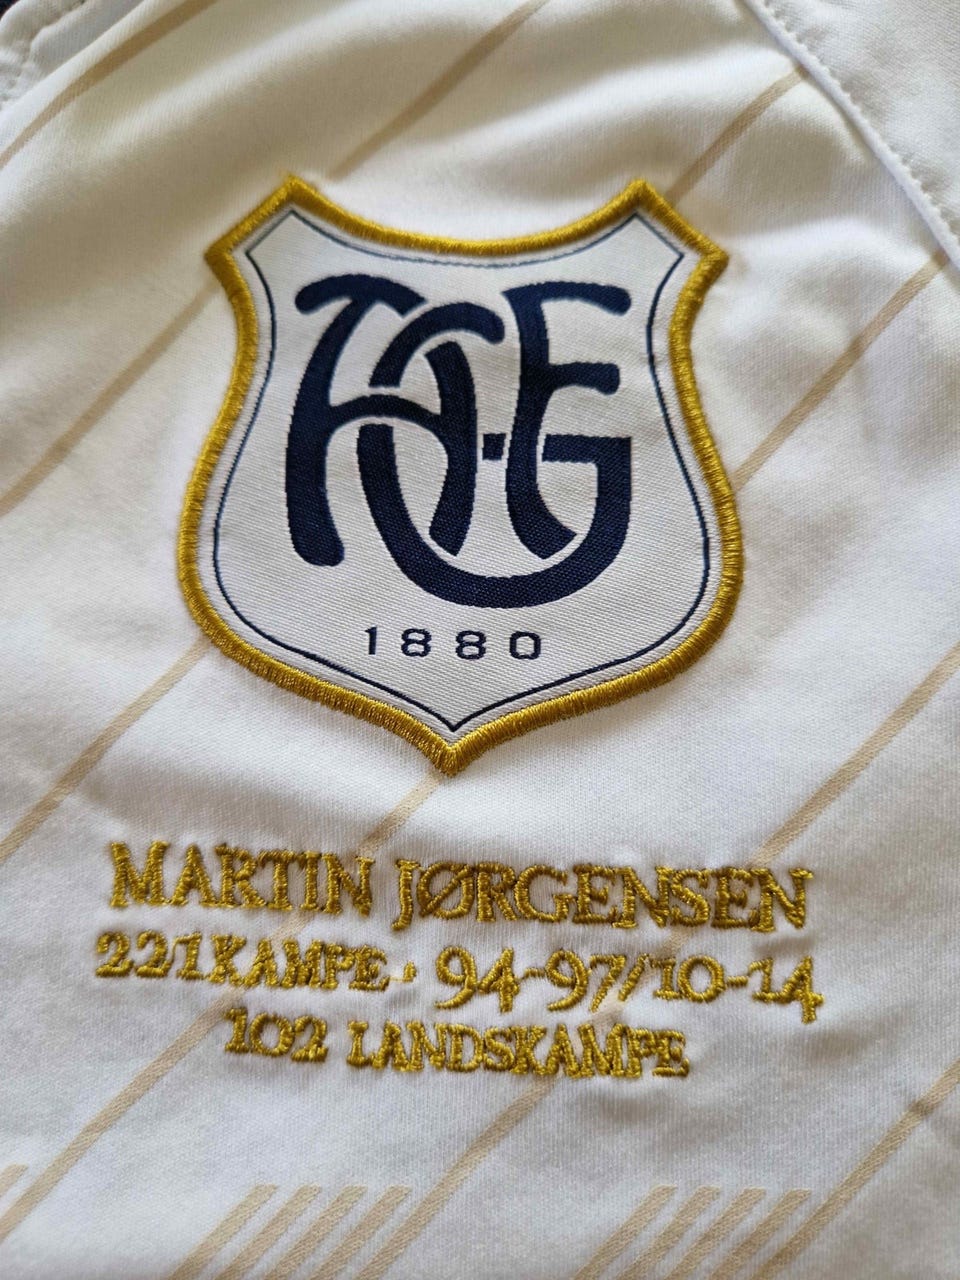 AGF
1880
MARTIN JØRGENSEN
221 KAMPE · 94-97/10-14
102 LANDSKAMPE